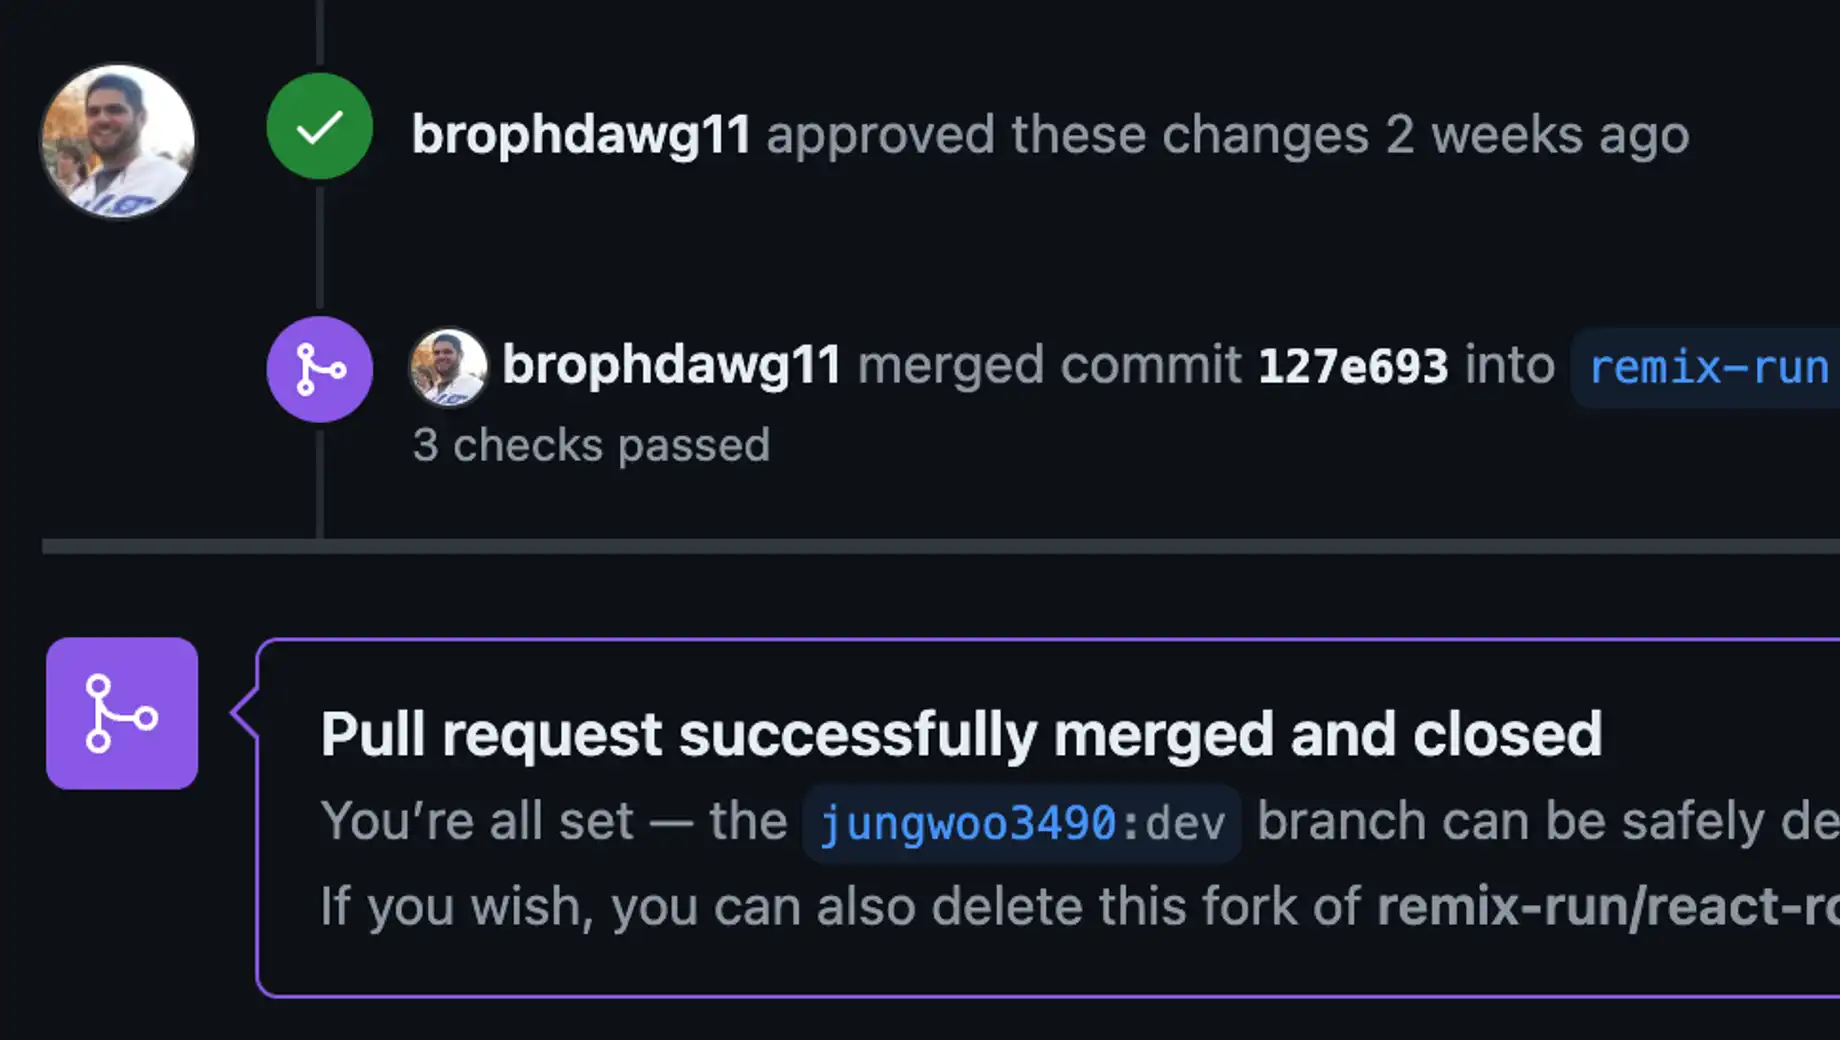 brophdawg11 approved these changes 2 weeks ago
brophdawg11 merged commit 127e693 into remix-run
3 checks passed
Pull request successfully merged and closed
You’re all set — the jungwoo3490:dev branch can be safely de
If you wish, you can also delete this fork of remix-run/react-ro